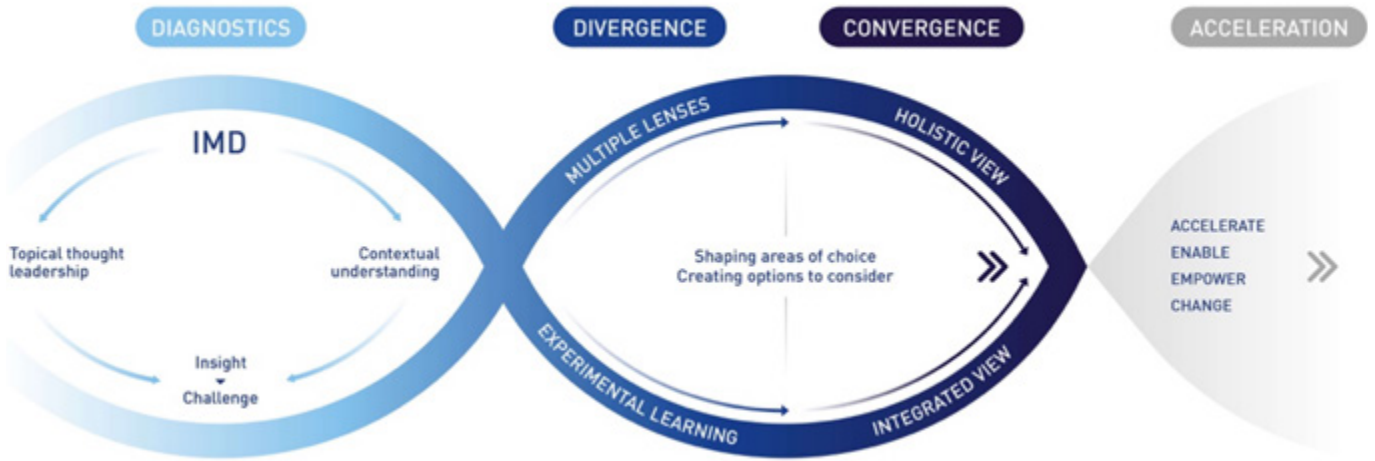 DIAGNOSTICS
DIVERGENCE
CONVERGENCE
ACCELERATION
IMD
Topical thought
leadership
Contextual
understanding
Insight
Challenge
MULTIPLE LENSES
EXPERIMENTAL LEARNING
Shaping areas of choice
Creating options to consider
HOLISTIC VIEW
INTEGRATED VIEW
ACCELERATE
ENABLE
EMPOWER
CHANGE